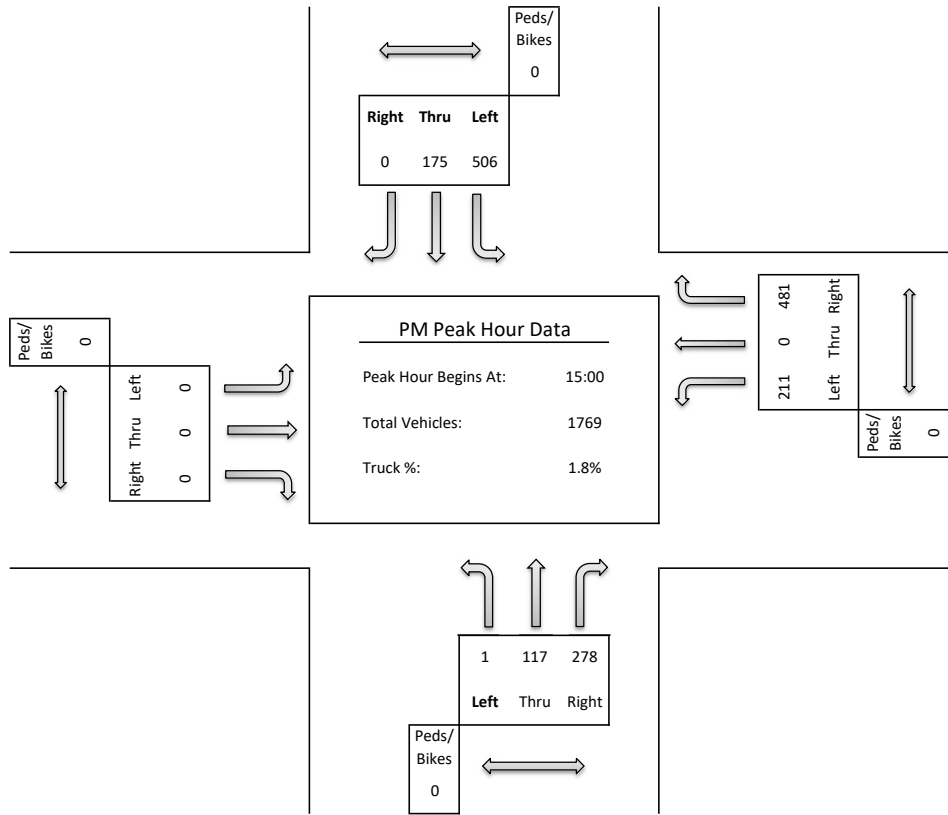 Peds/
Bikes
0
Right Thru Left
0 175 506
Peds/
Bikes
0
Left
0
Thru
0
Right
0
PM Peak Hour Data
Peak Hour Begins At: 15:00
Total Vehicles: 1769
Truck %: 1.8%
481
Right
0
Thru
211
Left
Peds/
Bikes
0
1 117 278
Left Thru Right
Peds/
Bikes
0